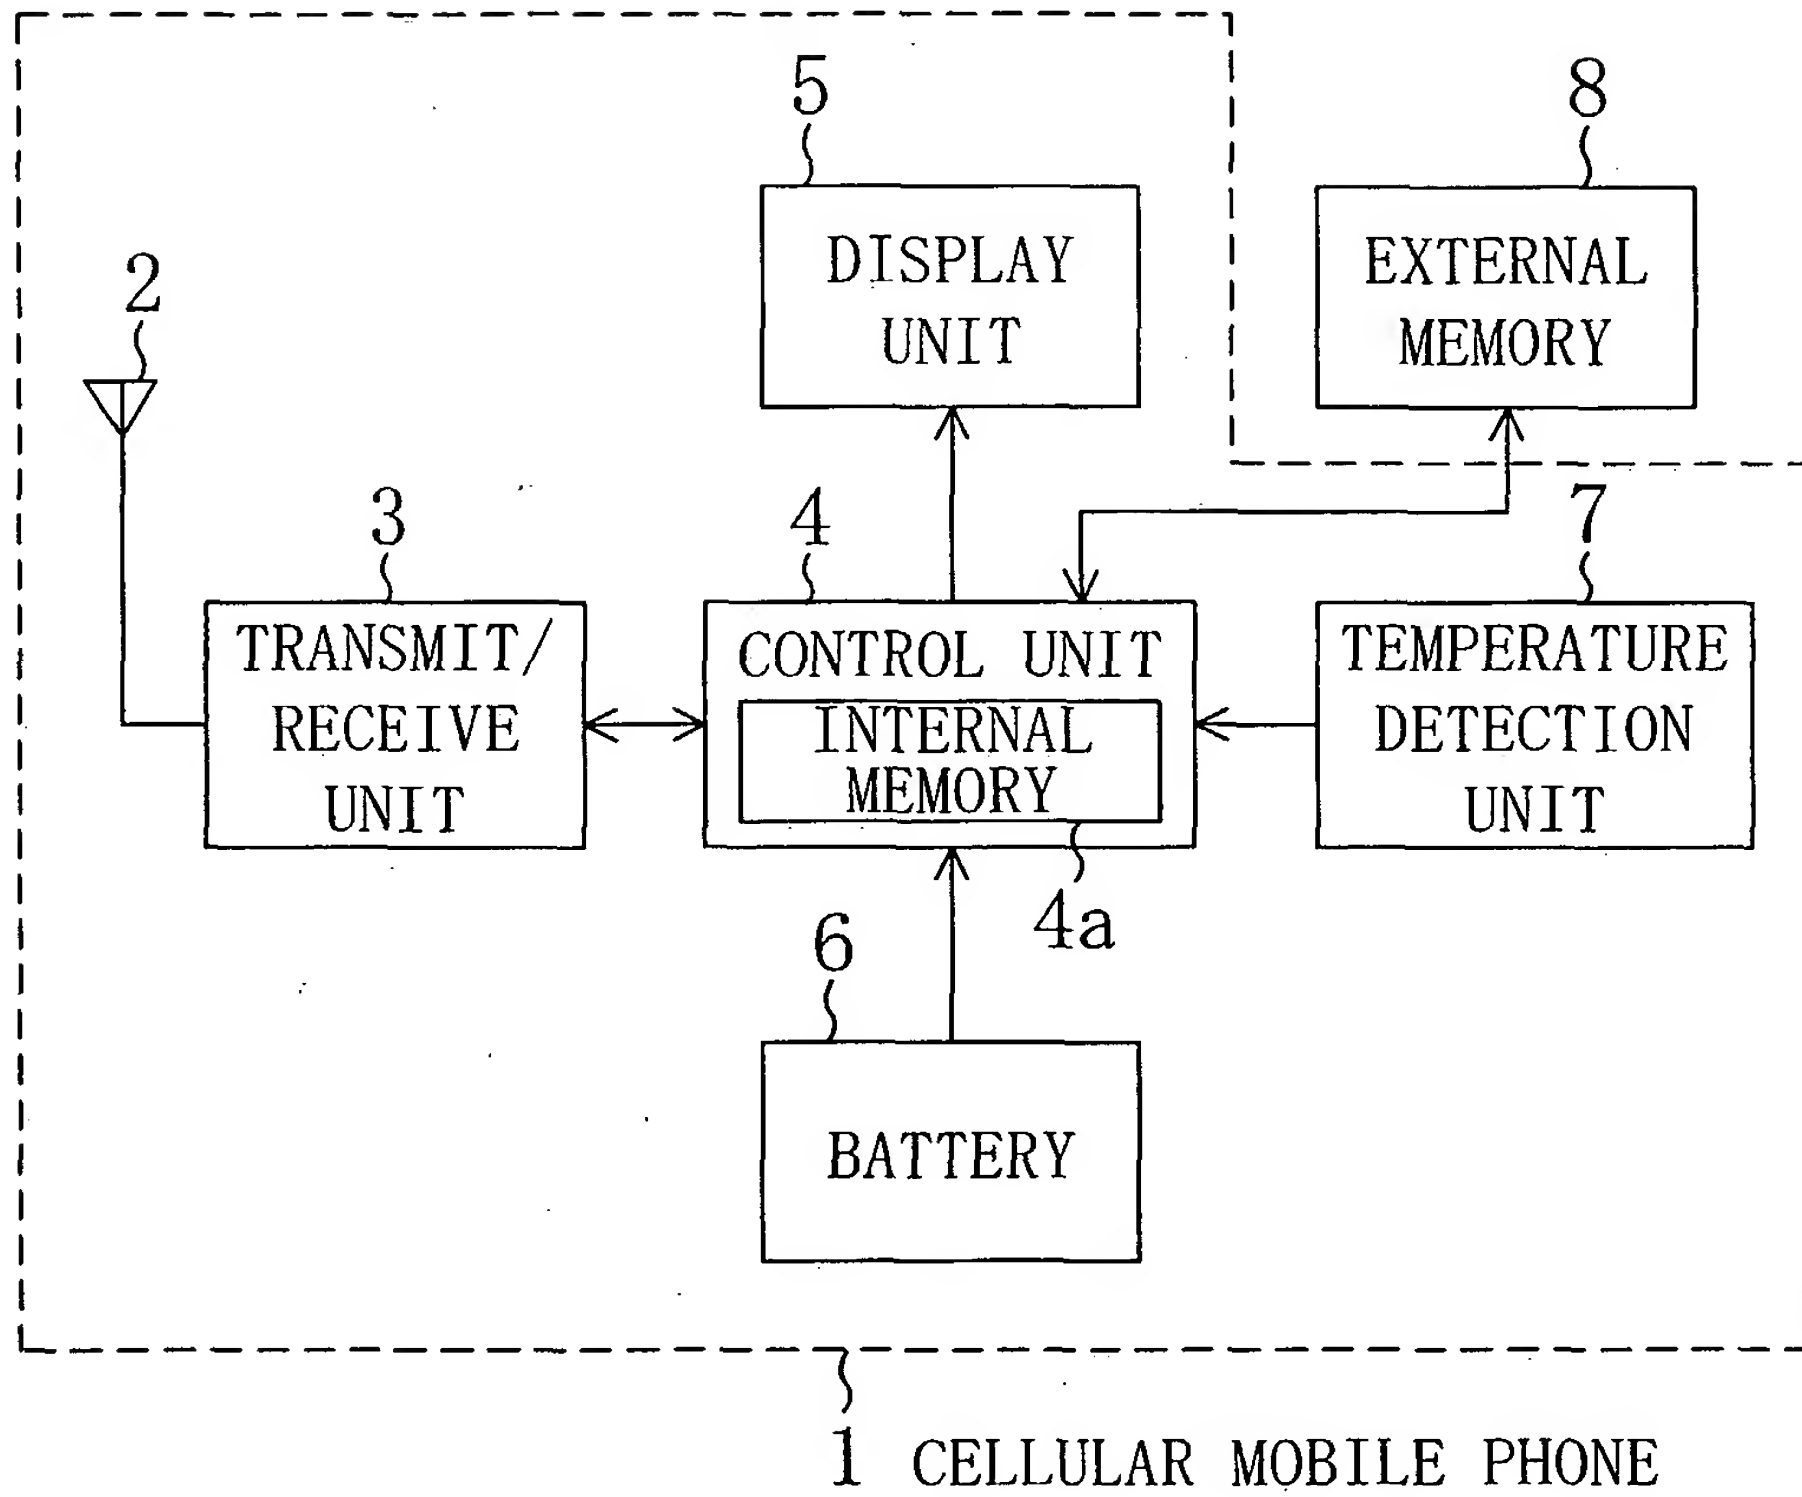 5
8
DISPLAY
UNIT
EXTERNAL
MEMORY
2
3
4
7
TRANSMIT/
RECEIVE
UNIT
CONTROL UNIT
INTERNAL
MEMORY
TEMPERATURE
DETECTION
UNIT
4a
6
BATTERY
1 CELLULAR MOBILE PHONE